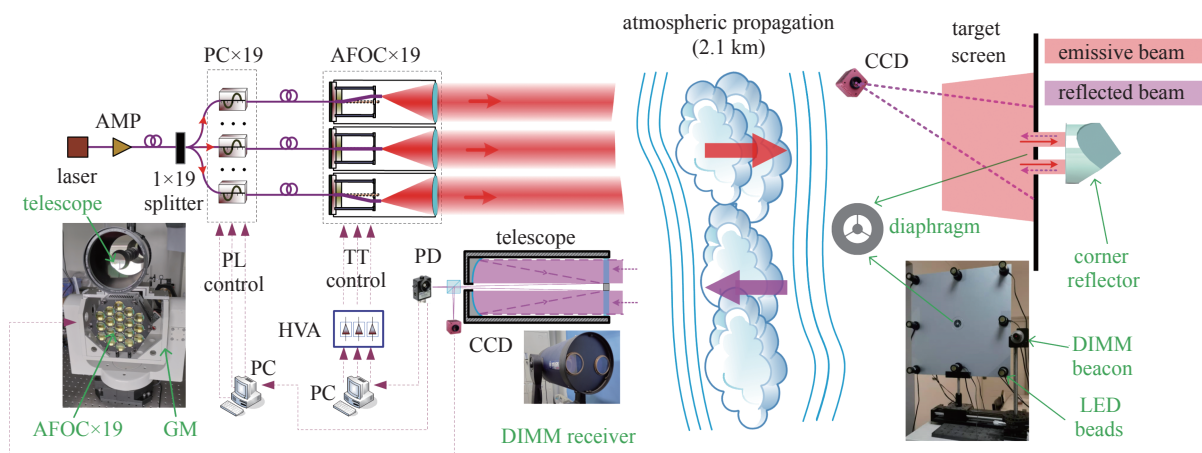 PC×19
AFOC×19
AMP
laser
1×19
splitter
telescope
PL
control
TT
control
HVA
PC
PC
AFOC×19
GM
PD
telescope
CCD
DIMM receiver
atmospheric propagation
(2.1 km)
CCD
target
screen
emissive beam
reflected beam
diaphragm
corner
reflector
DIMM
beacon
LED
beads